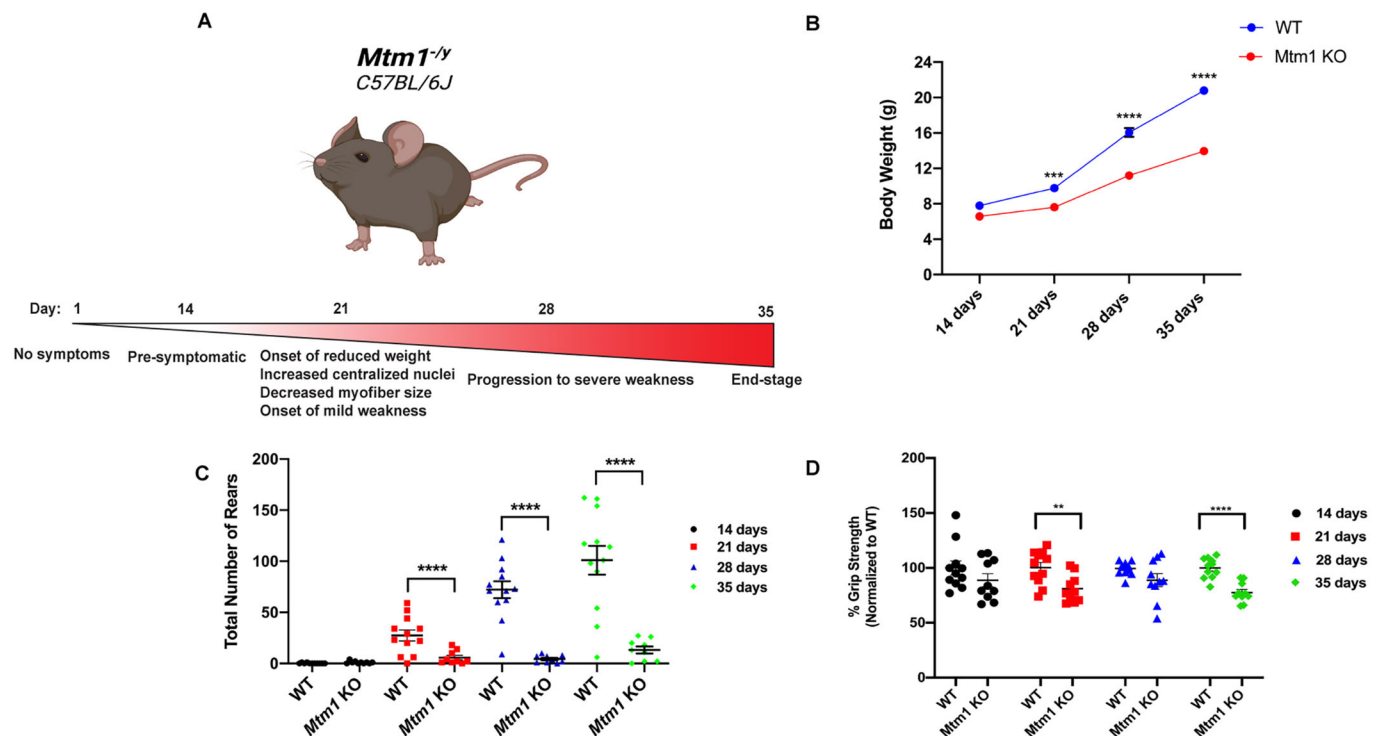 A
Mtm1-/y
C57BL/6J
Day: 1 14 21 28 35
No symptoms
Pre-symptomatic
Onset of reduced weight
Increased centralized nuclei
Decreased myofiber size
Onset of mild weakness
Progression to severe weakness
End-stage
B
WT
Mtm1 KO
Body Weight (g)
24
20
16
12
8
4
0
***
****
****
14 days
21 days
28 days
35 days
C
Total Number of Rears
200
150
100
50
0
****
****
****
WT
Mtm1 KO
WT
Mtm1 KO
WT
Mtm1 KO
WT
Mtm1 KO
14 days
21 days
28 days
35 days
D
% Grip Strength
(Normalized to WT)
200
150
100
50
0
**
****
WT
Mtm1 KO
WT
Mtm1 KO
WT
Mtm1 KO
WT
Mtm1 KO
14 days
21 days
28 days
35 days